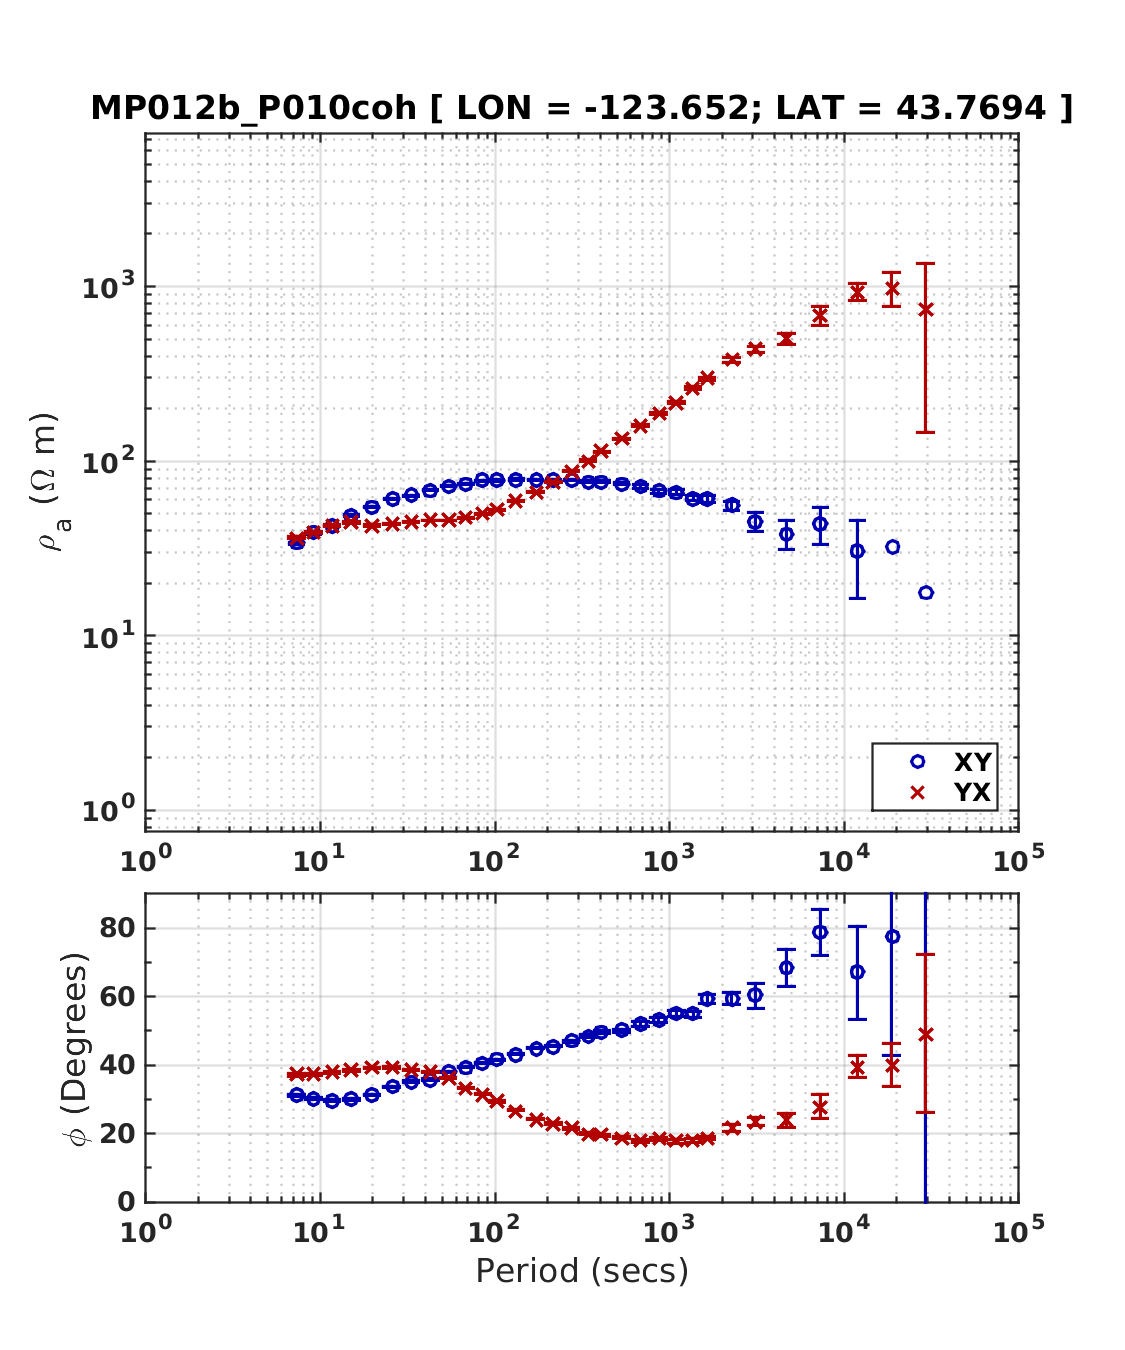 MP012b_P010coh [ LON = -123.652; LAT = 43.7694 ]
10³
10²
10¹
10⁰
ρₐ (Ω m)
XY
YX
10⁰ 10¹ 10² 10³ 10⁴ 10⁵
80
60
40
20
0
ϕ (Degrees)
10⁰ 10¹ 10² 10³ 10⁴ 10⁵
Period (secs)